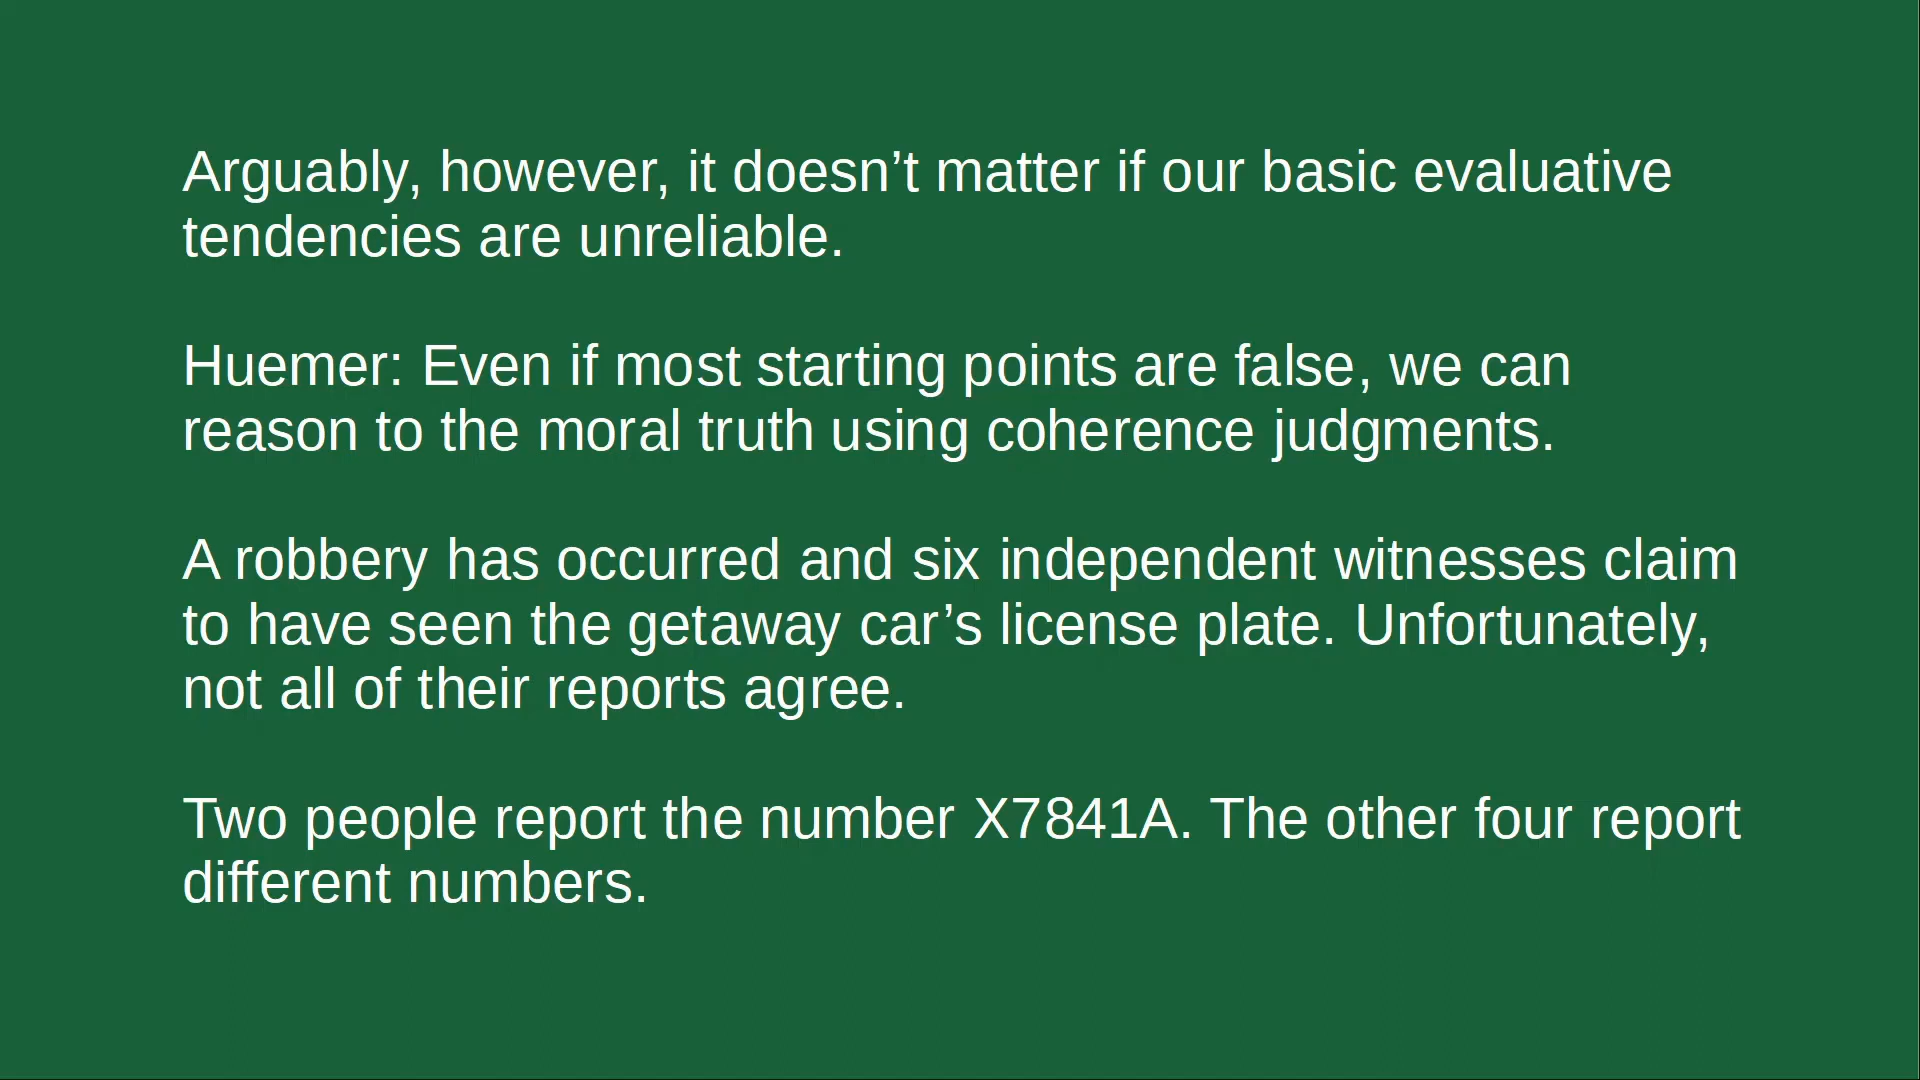 Arguably, however, it doesn’t matter if our basic evaluative
tendencies are unreliable.
Huemer: Even if most starting points are false, we can
reason to the moral truth using coherence judgments.
A robbery has occurred and six independent witnesses claim
to have seen the getaway car’s license plate. Unfortunately,
not all of their reports agree.
Two people report the number X7841A. The other four report
different numbers.